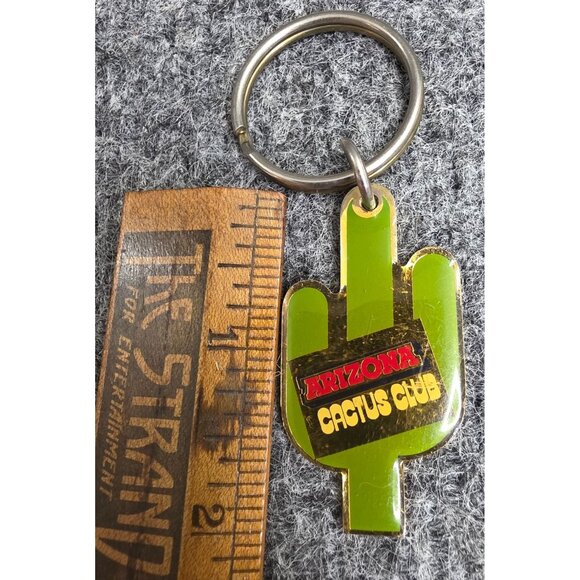 THE STRAND
FOR ENTERTAINMENT
1
2
ARIZONA
CACTUS CLUB